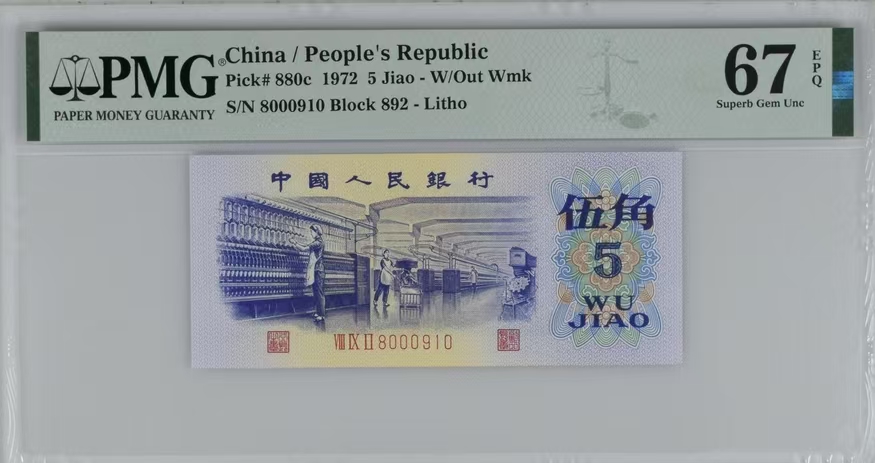 PMG
PAPER MONEY GUARANTY
China / People's Republic
Pick# 880c 1972 5 Jiao - W/Out Wmk
S/N 8000910 Block 892 - Litho
67 EPQ
Superb Gem Unc
中國人民銀行
伍角
5
WU
JIAO
VIII IX II 8000910